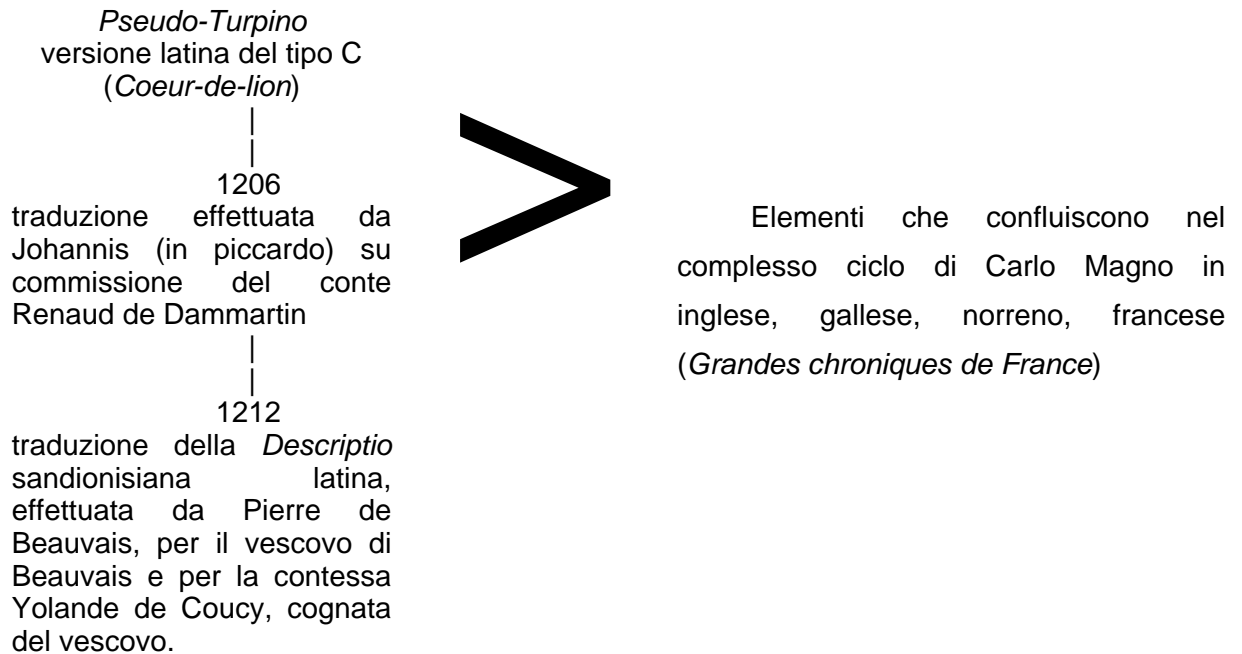 Pseudo-Turpino
versione latina del tipo C
(Coeur-de-lion)
|
|
1206
traduzione effettuata da
Johannis (in piccardo) su
commissione del conte
Renaud de Dammartin
|
|
1212
traduzione della Descriptio
sandionisiana latina,
effettuata da Pierre de
Beauvais, per il vescovo di
Beauvais e per la contessa
Yolande de Coucy, cognata
del vescovo.
>
Elementi che confluiscono nel
complesso ciclo di Carlo Magno in
inglese, gallese, norreno, francese
(Grandes chroniques de France)